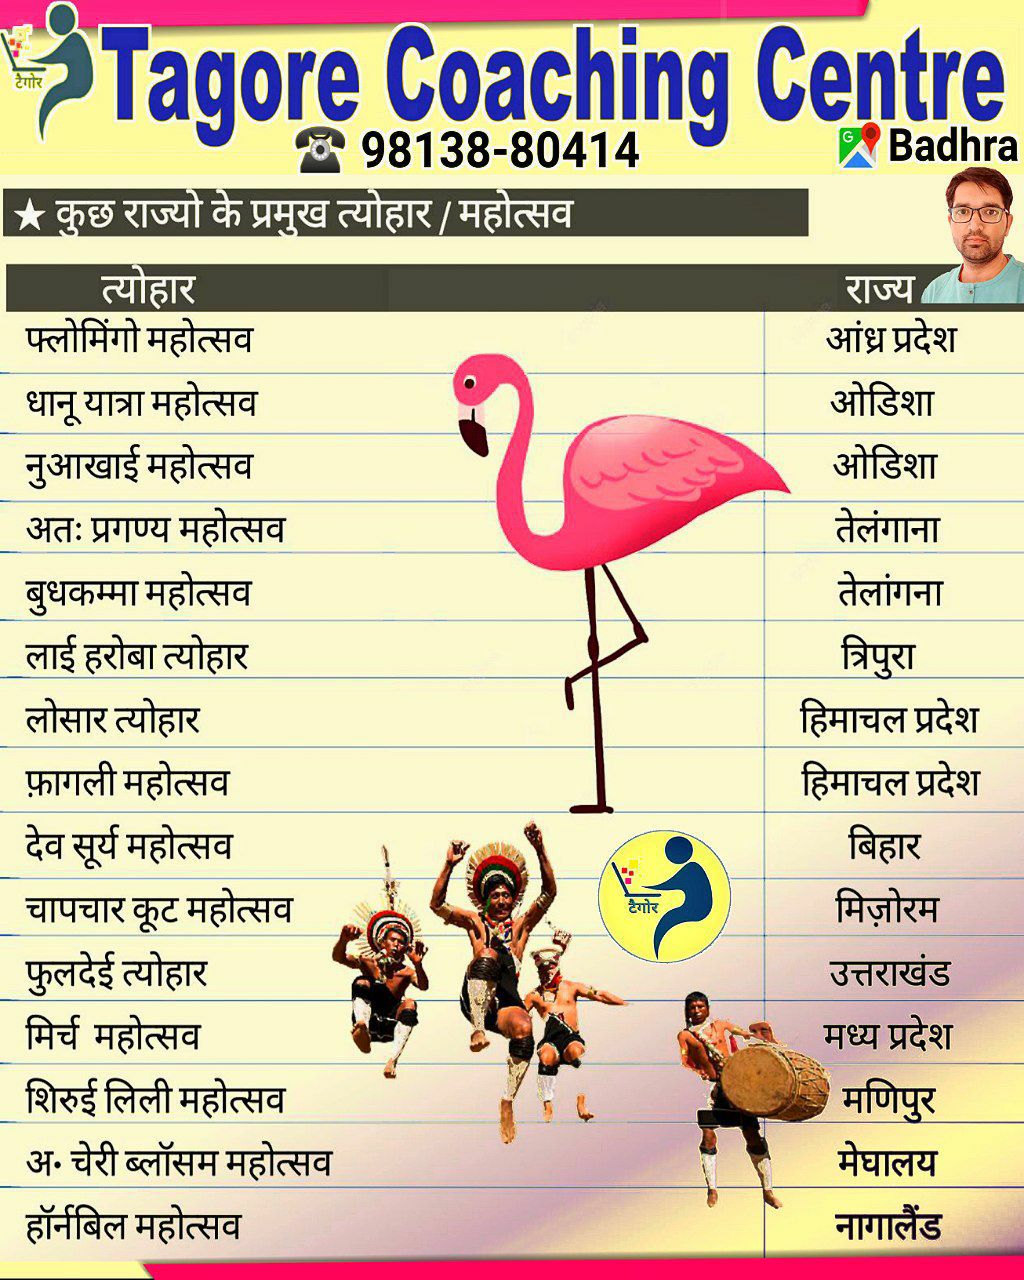 टैगोर
Tagore Coaching Centre
98138-80414
Badhra
★ कुछ राज्यो के प्रमुख त्योहार / महोत्सव
त्योहार राज्य
फ्लोमिंगो महोत्सव आंध्र प्रदेश
धानू यात्रा महोत्सव ओडिशा
नुआखाई महोत्सव ओडिशा
अतः प्रगण्य महोत्सव तेलंगाना
बुधकम्मा महोत्सव तेलांगना
लाई हरोबा त्योहार त्रिपुरा
लोसार त्योहार हिमाचल प्रदेश
फ़ागली महोत्सव हिमाचल प्रदेश
देव सूर्य महोत्सव बिहार
टैगोर
चापचार कूट महोत्सव मिज़ोरम
फुलदेई त्योहार उत्तराखंड
मिर्च महोत्सव मध्य प्रदेश
शिरुई लिली महोत्सव मणिपुर
अ॰ चेरी ब्लॉसम महोत्सव मेघालय
हॉर्नबिल महोत्सव नागालैंड